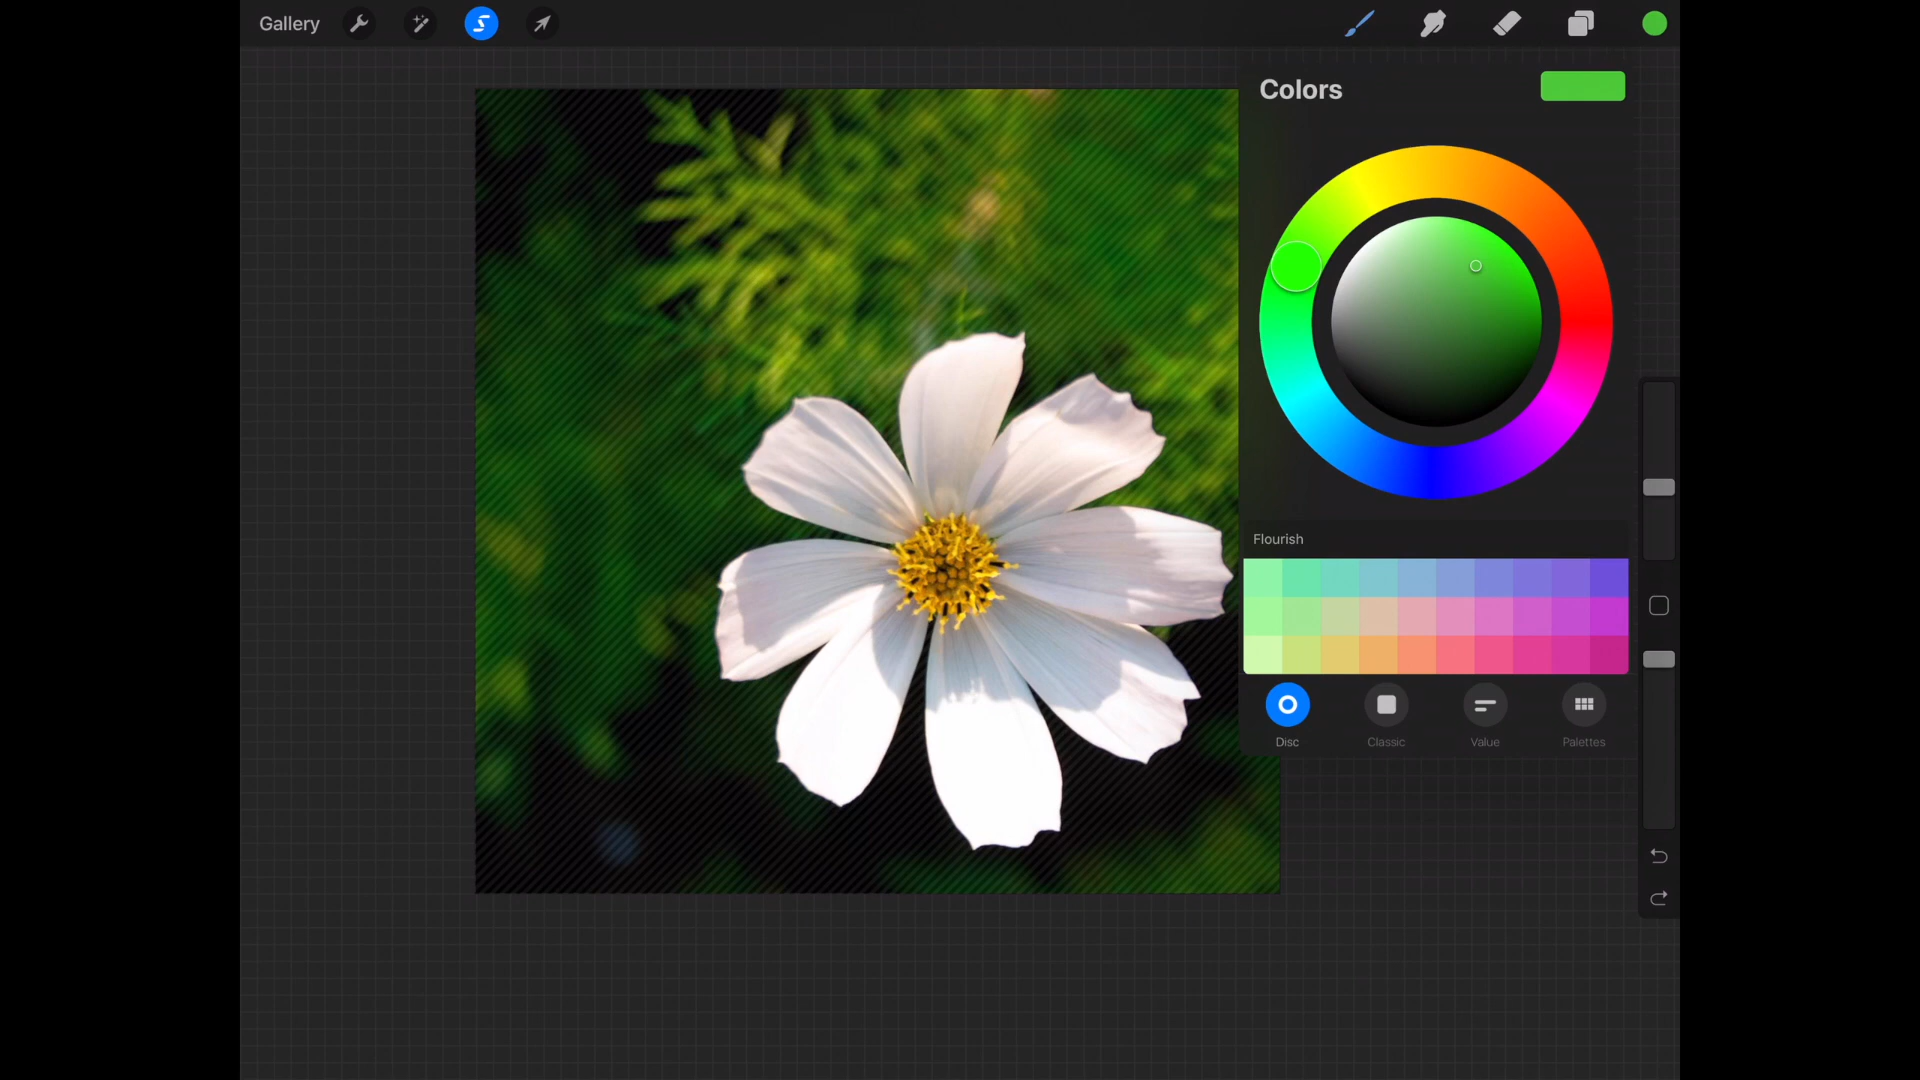 Gallery
Colors
Flourish
Disc
Classic
Value
Palettes